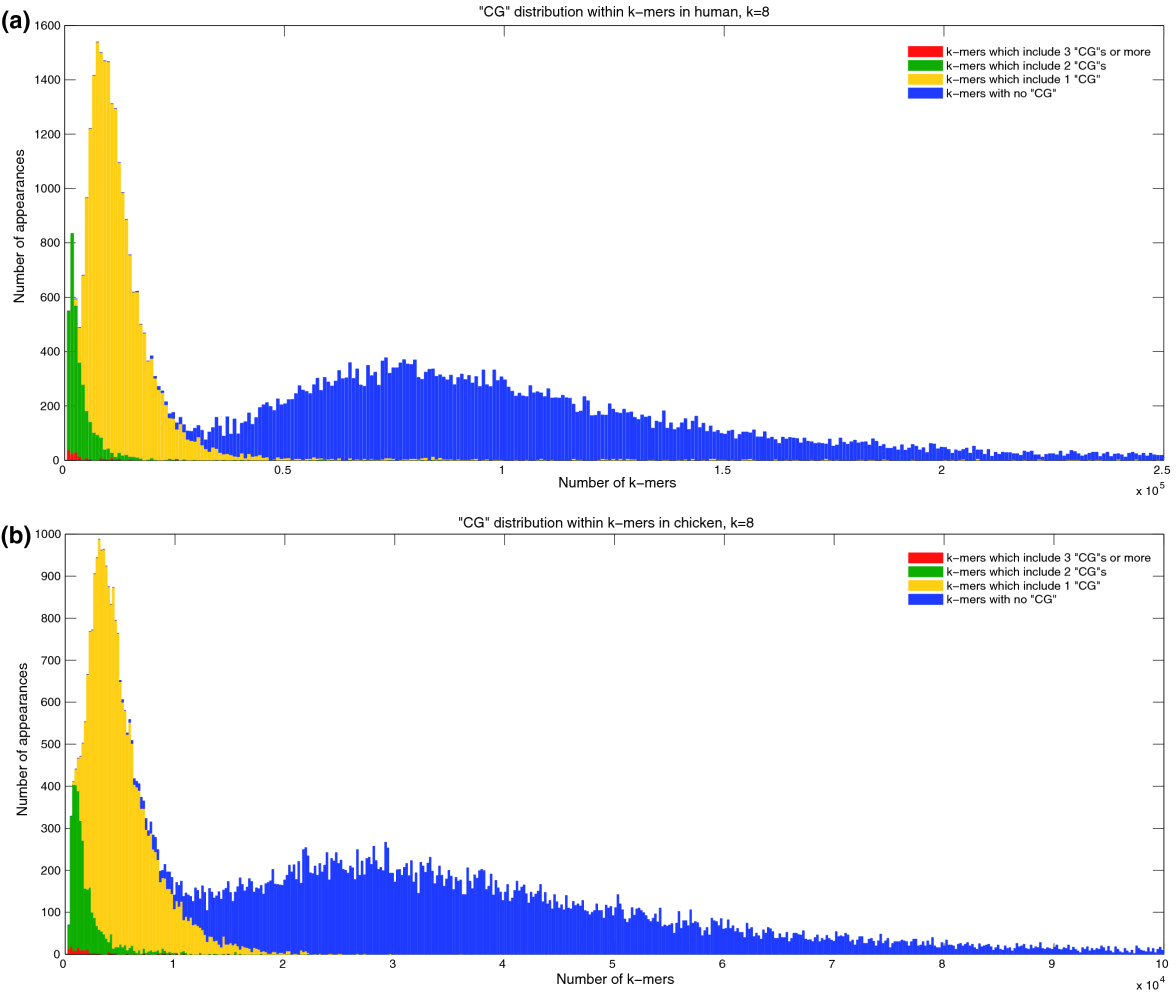 (a)
"CG" distribution within k−mers in human, k=8
1600
1400
1200
1000
800
600
400
200
0
Number of appearances
k−mers which include 3 "CG"s or more
k−mers which include 2 "CG"s
k−mers which include 1 "CG"
k−mers with no "CG"
0 0.5 1 1.5 2 2.5
Number of k−mers
x 10^5
(b)
"CG" distribution within k−mers in chicken, k=8
1000
900
800
700
600
500
400
300
200
100
0
Number of appearances
k−mers which include 3 "CG"s or more
k−mers which include 2 "CG"s
k−mers which include 1 "CG"
k−mers with no "CG"
0 1 2 3 4 5 6 7 8 9 10
Number of k−mers
x 10^4